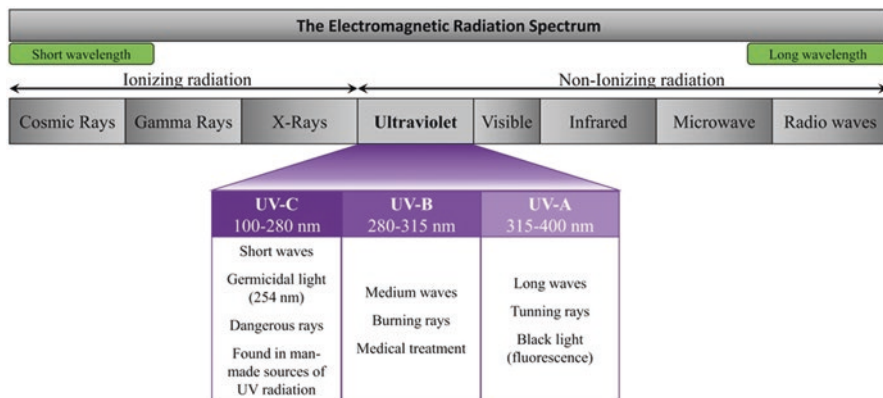 The Electromagnetic Radiation Spectrum
Short wavelength
Long wavelength
Ionizing radiation
Non-Ionizing radiation
Cosmic Rays
Gamma Rays
X-Rays
Ultraviolet
Visible
Infrared
Microwave
Radio waves
UV-C
100-280 nm
Short waves
Germicidal light
(254 nm)
Dangerous rays
Found in man-
made sources of
UV radiation
UV-B
280-315 nm
Medium waves
Burning rays
Medical treatment
UV-A
315-400 nm
Long waves
Tunning rays
Black light
(fluorescence)